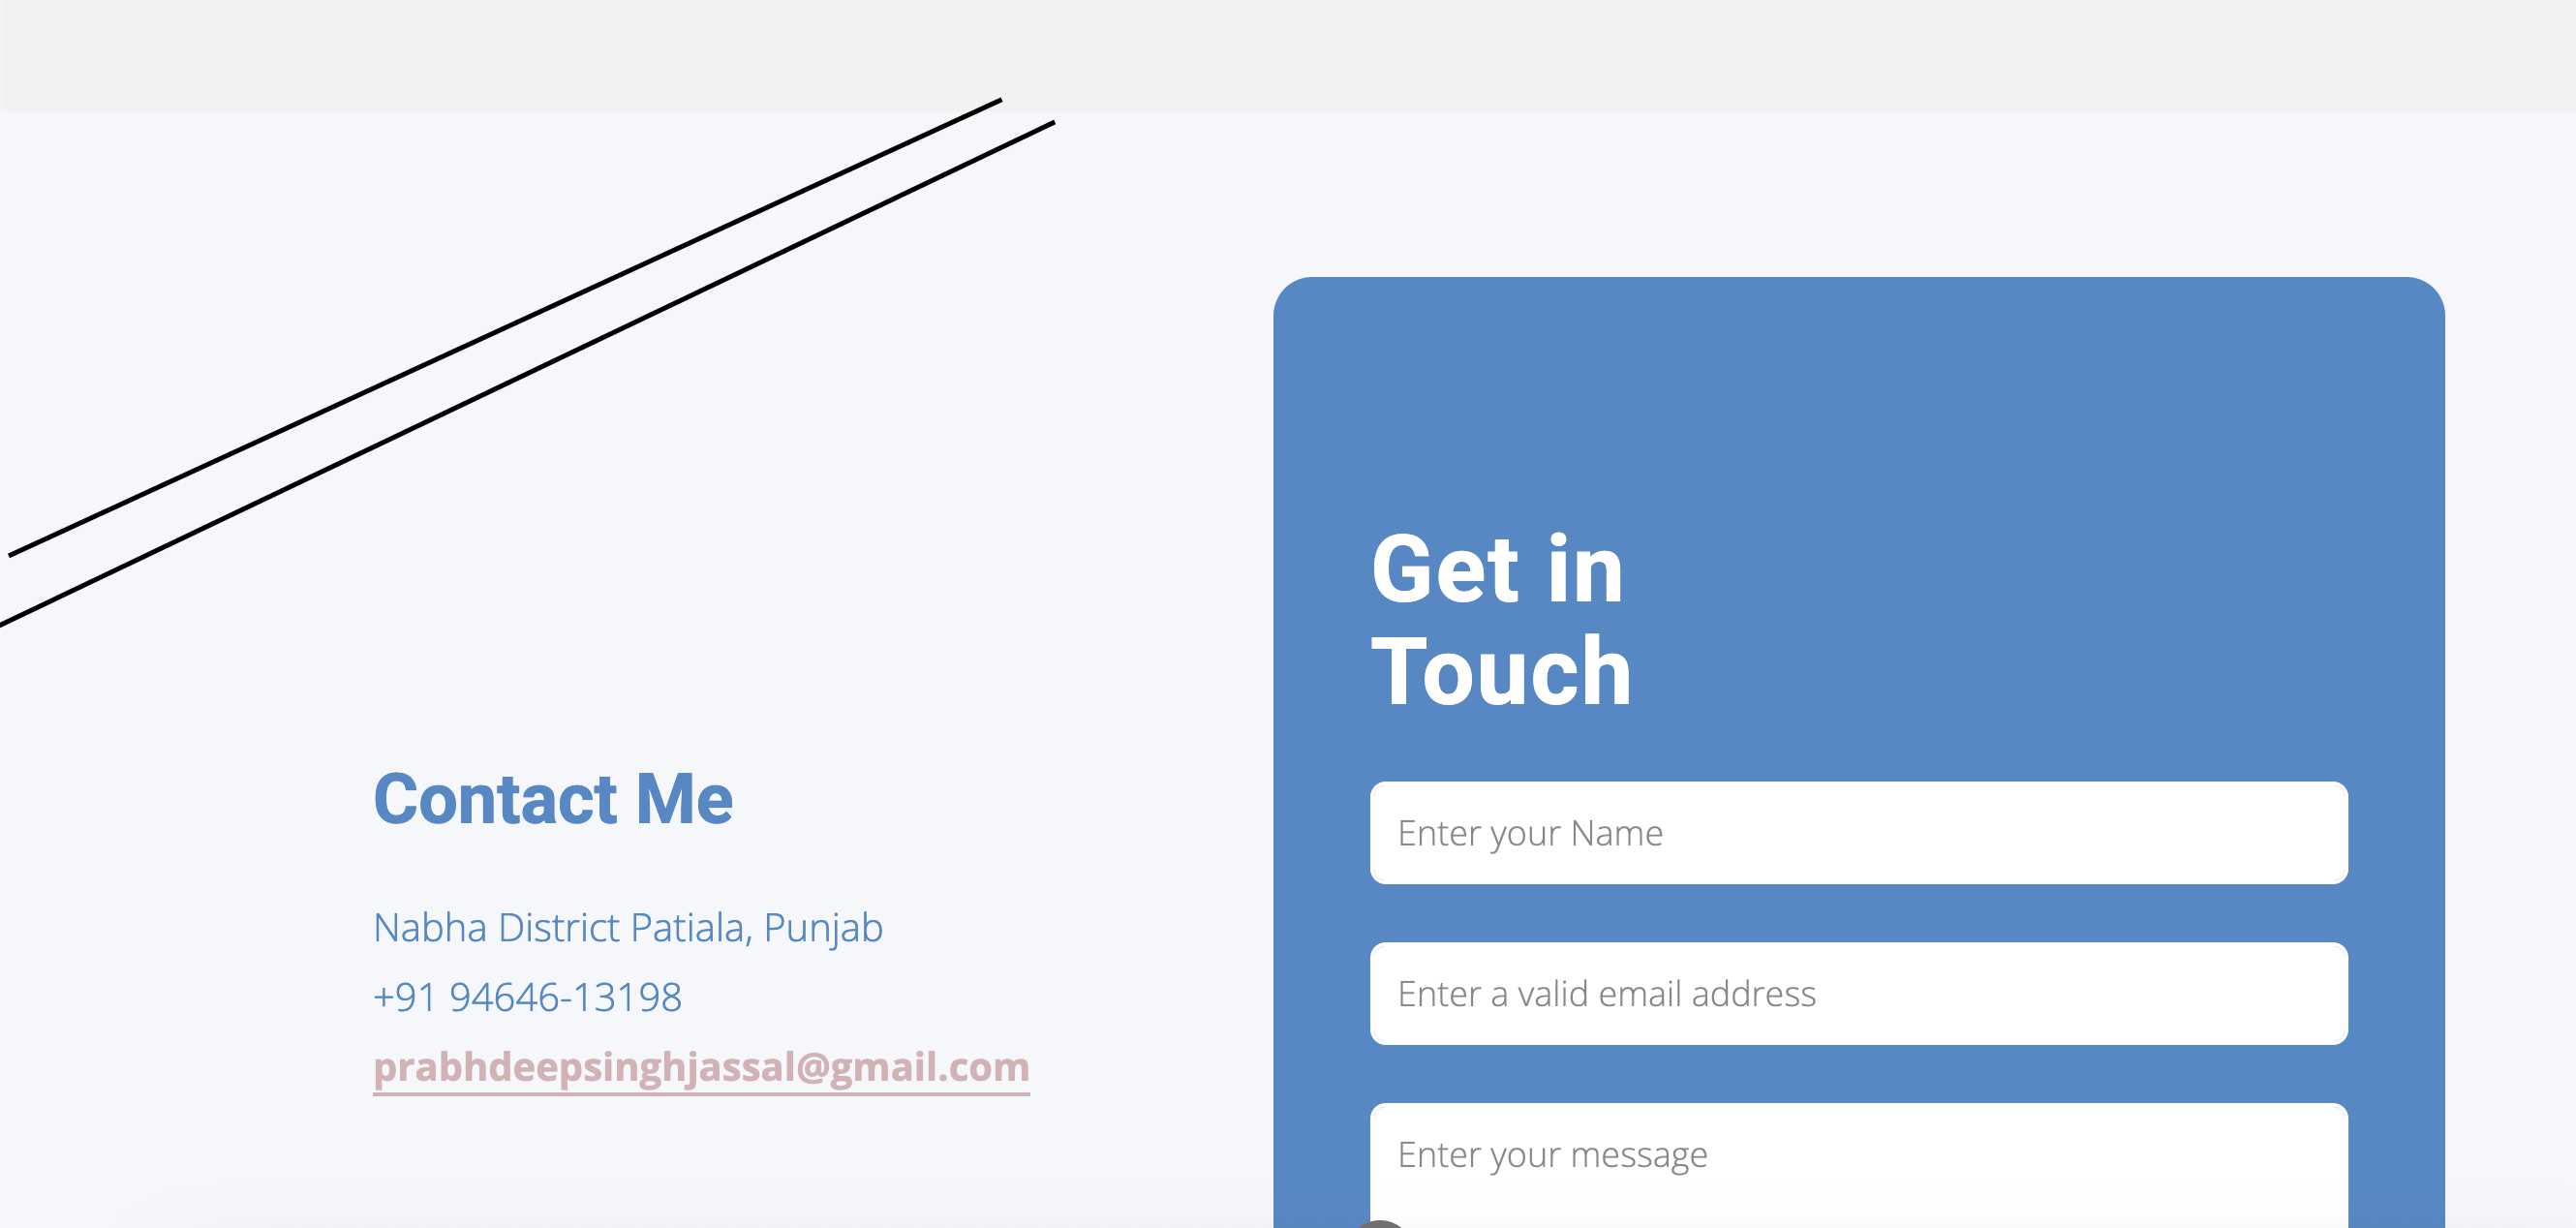 Contact Me
Nabha District Patiala, Punjab
+91 94646-13198
prabhdeepsinghjassal@gmail.com
Get in
Touch
Enter your Name
Enter a valid email address
Enter your message